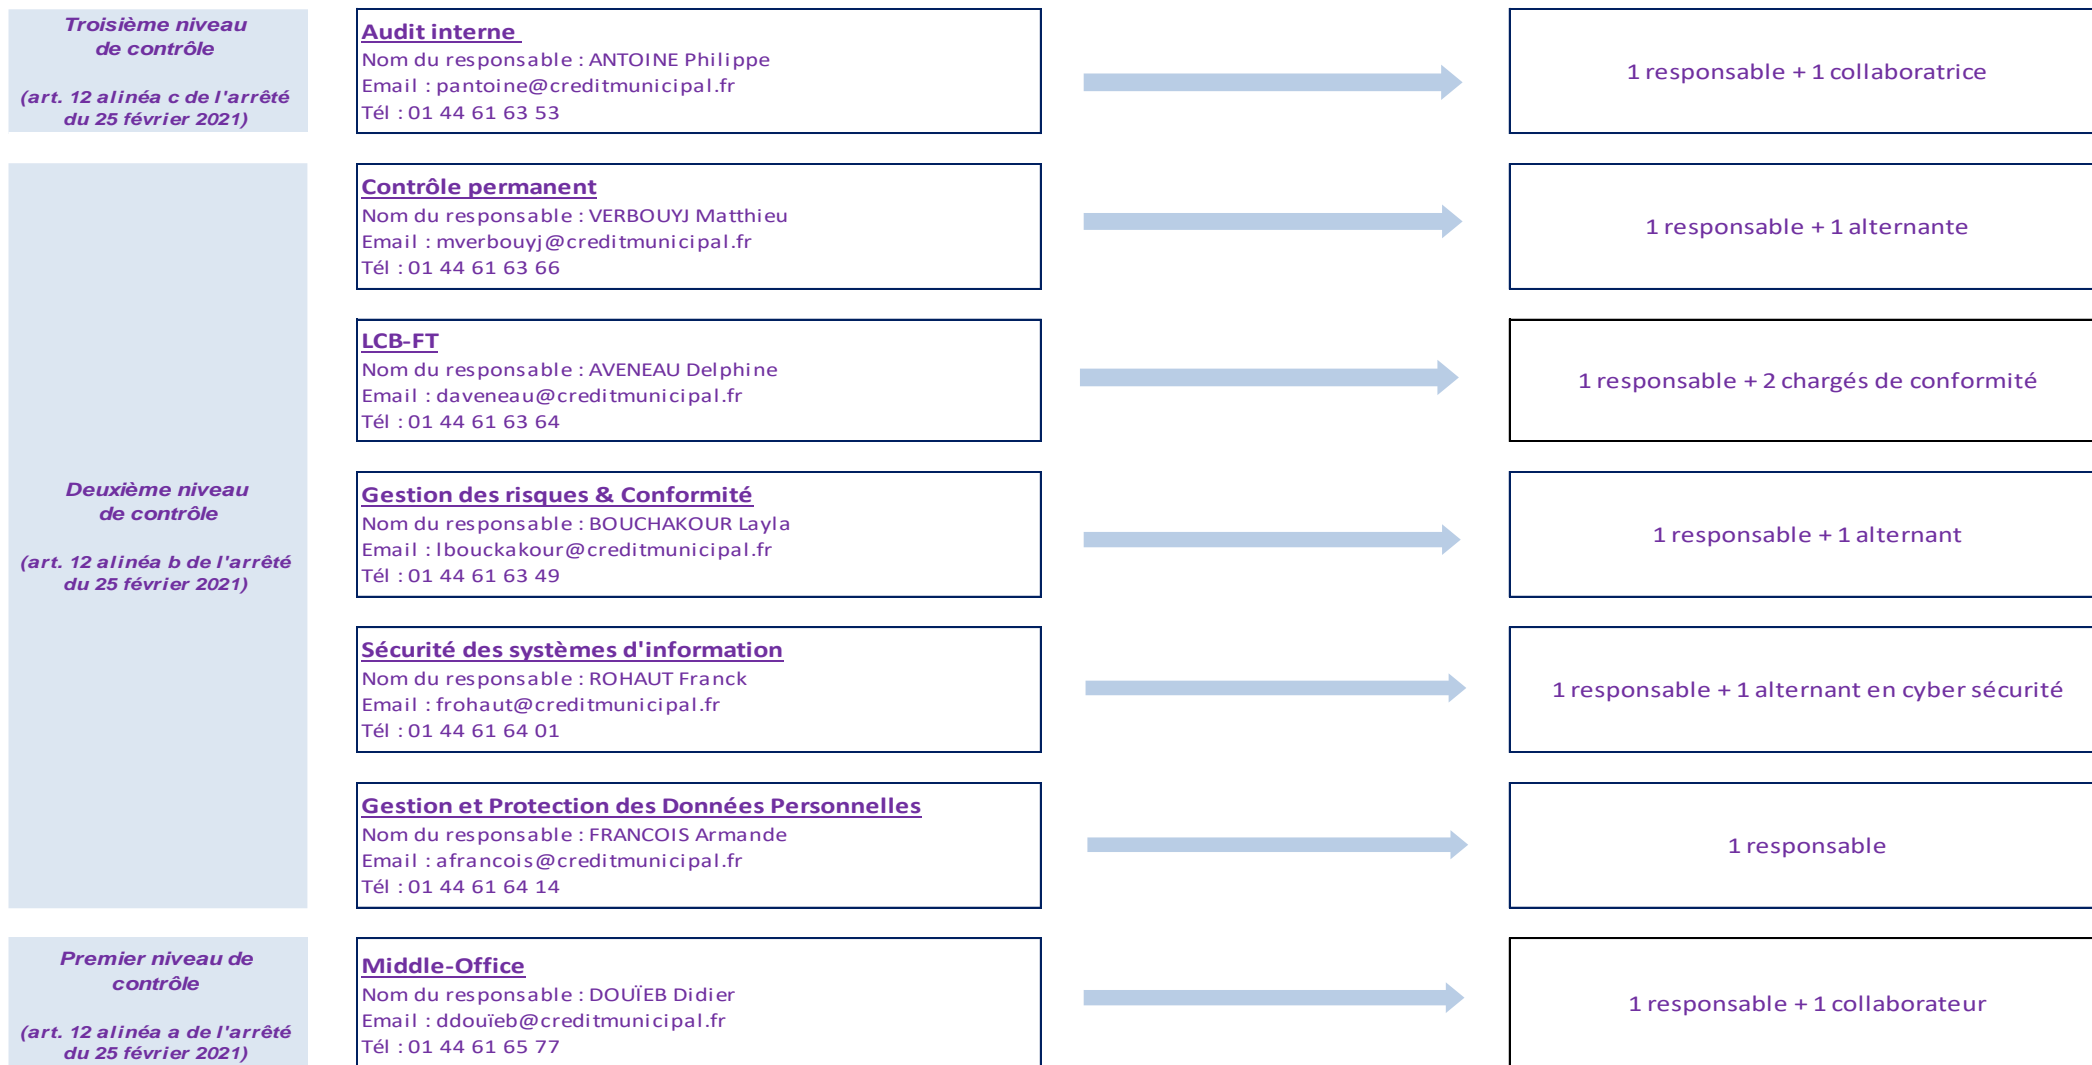 Troisième niveau
de contrôle
(art. 12 alinéa c de l'arrêté
du 25 février 2021)
Audit interne
Nom du responsable : ANTOINE Philippe
Email : pantoine@creditmunicipal.fr
Tél : 01 44 61 63 53
1 responsable + 1 collaboratrice
Deuxième niveau
de contrôle
(art. 12 alinéa b de l'arrêté
du 25 février 2021)
Contrôle permanent
Nom du responsable : VERBOUYJ Matthieu
Email : mverbouyj@creditmunicipal.fr
Tél : 01 44 61 63 66
1 responsable + 1 alternante
LCB-FT
Nom du responsable : AVENEAU Delphine
Email : daveneau@creditmunicipal.fr
Tél : 01 44 61 63 64
1 responsable + 2 chargés de conformité
Gestion des risques & Conformité
Nom du responsable : BOUCHAKOUR Layla
Email : lbouckakour@creditmunicipal.fr
Tél : 01 44 61 63 49
1 responsable + 1 alternant
Sécurité des systèmes d'information
Nom du responsable : ROHAUT Franck
Email : frohaut@creditmunicipal.fr
Tél : 01 44 61 64 01
1 responsable + 1 alternant en cyber sécurité
Gestion et Protection des Données Personnelles
Nom du responsable : FRANCOIS Armande
Email : afrancois@creditmunicipal.fr
Tél : 01 44 61 64 14
1 responsable
Premier niveau de
contrôle
(art. 12 alinéa a de l'arrêté
du 25 février 2021)
Middle-Office
Nom du responsable : DOUÏEB Didier
Email : ddouïeb@creditmunicipal.fr
Tél : 01 44 61 65 77
1 responsable + 1 collaborateur